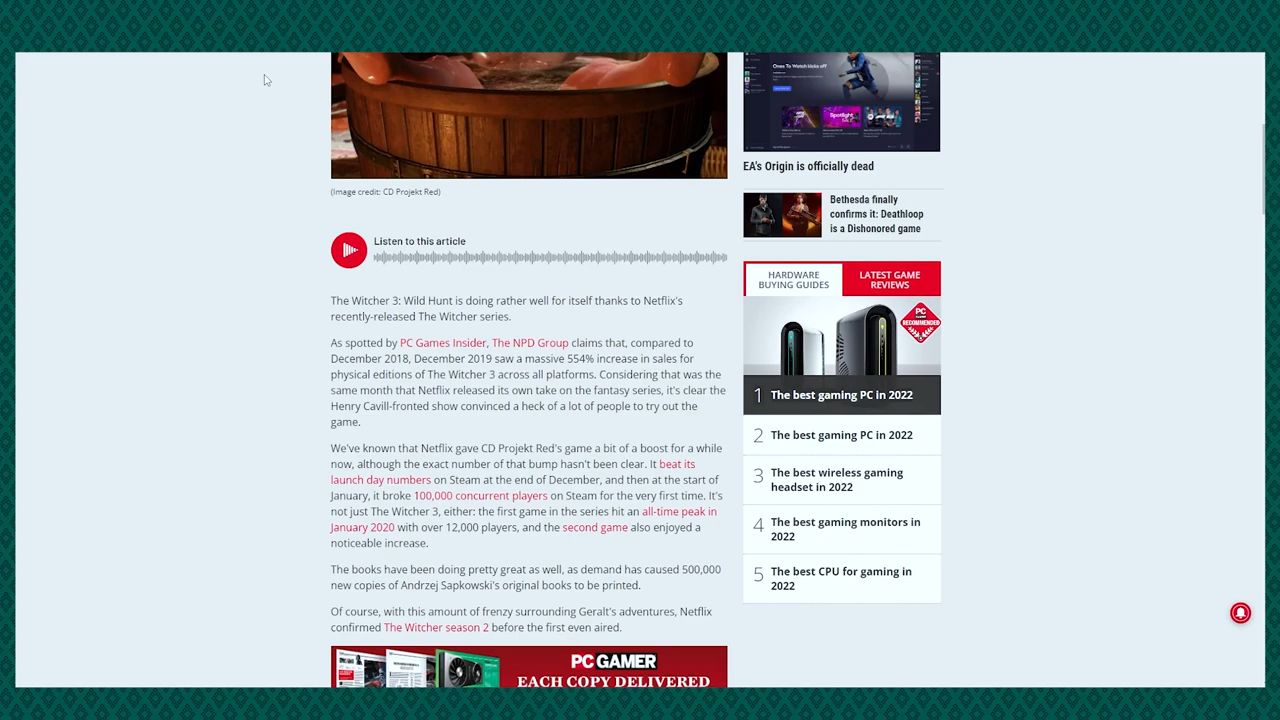 (Image credit: CD Projekt Red)
Listen to this article
The Witcher 3: Wild Hunt is doing rather well for itself thanks to Netflix's
recently-released The Witcher series.
As spotted by PC Games Insider, The NPD Group claims that, compared to
December 2018, December 2019 saw a massive 554% increase in sales for
physical editions of The Witcher 3 across all platforms. Considering that was the
same month that Netflix released its own take on the fantasy series, it's clear the
Henry Cavill-fronted show convinced a heck of a lot of people to try out the
game.
We've known that Netflix gave CD Projekt Red's game a bit of a boost for a while
now, although the exact number of that bump hasn't been clear. It beat its
launch day numbers on Steam at the end of December, and then at the start of
January, it broke 100,000 concurrent players on Steam for the very first time. It's
not just The Witcher 3, either: the first game in the series hit an all-time peak in
January 2020 with over 12,000 players, and the second game also enjoyed a
noticeable increase.
The books have been doing pretty great as well, as demand has caused 500,000
new copies of Andrzej Sapkowski's original books to be printed.
Of course, with this amount of frenzy surrounding Geralt's adventures, Netflix
confirmed The Witcher season 2 before the first even aired.
PC GAMER
EACH COPY DELIVERED
Ones To Watch kicks off
Spotlight
EA's Origin is officially dead
Bethesda finally
confirms it: Deathloop
is a Dishonored game
HARDWARE
BUYING GUIDES
LATEST GAME
REVIEWS
PC
GAMER
RECOMMENDED
1 The best gaming PC in 2022
2 The best gaming PC in 2022
3 The best wireless gaming
headset in 2022
4 The best gaming monitors in
2022
5 The best CPU for gaming in
2022